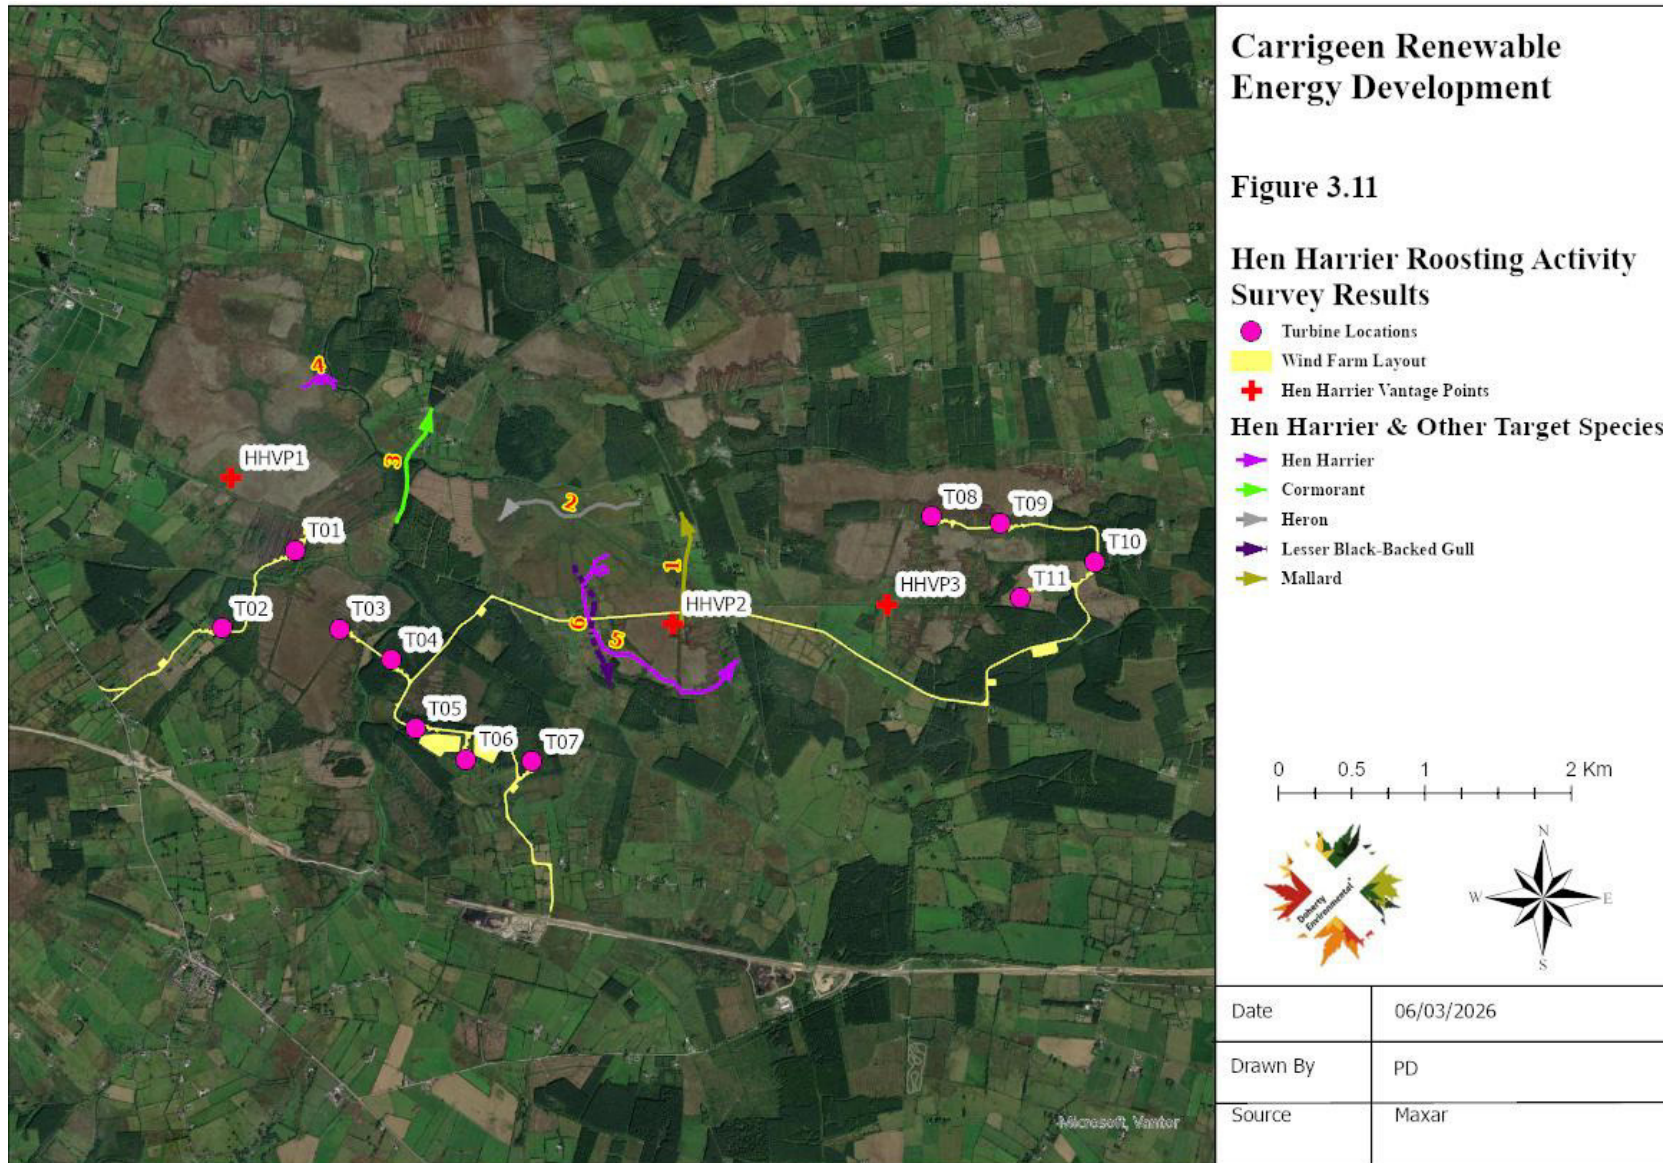 Carrigeen Renewable
Energy Development
Figure 3.11
Hen Harrier Roosting Activity
Survey Results
Turbine Locations
Wind Farm Layout
Hen Harrier Vantage Points
Hen Harrier & Other Target Species
Hen Harrier
Cormorant
Heron
Lesser Black-Backed Gull
Mallard
0 0.5 1 2 Km
Doherty
Environmental
N
W E
S
Date 06/03/2026
Drawn By PD
Source Maxar
4
HHVP1
3
2
T08
T09
T01
T10
1
T11
HHVP3
HHVP2
T02
T03
6
5
T04
T05
T06
T07
Microsoft, Vantor